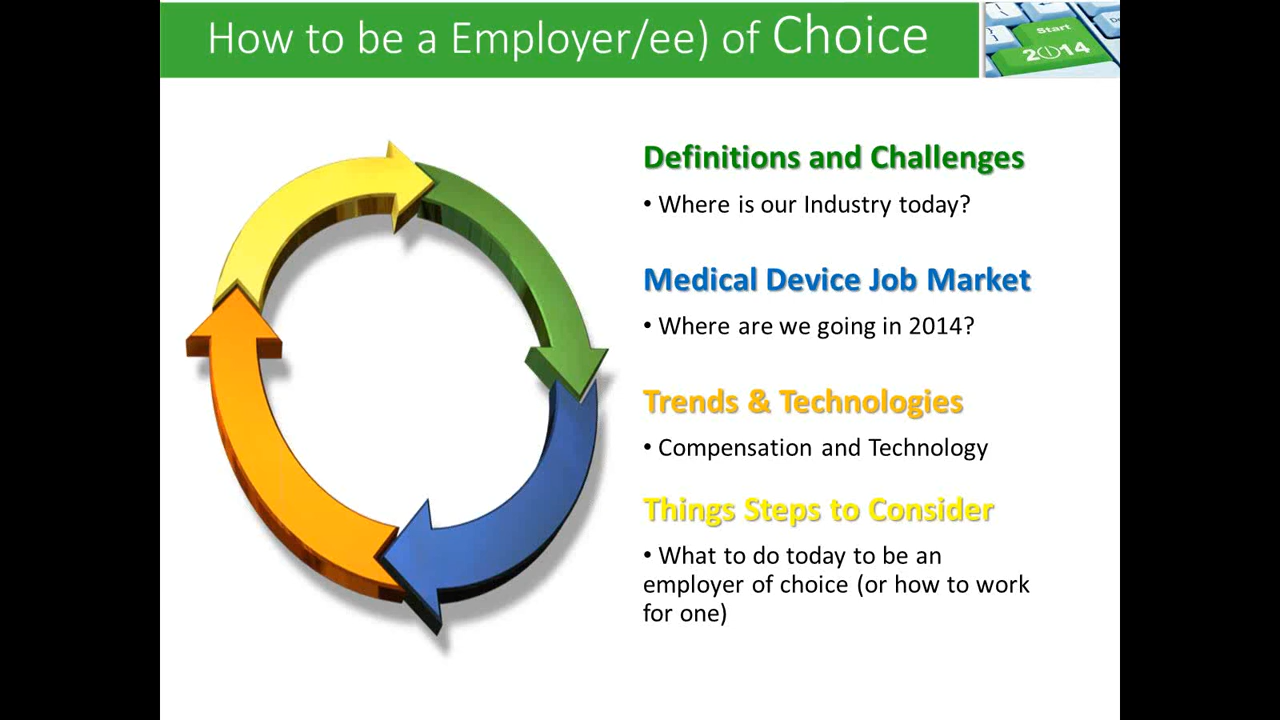 How to be a Employer/ee) of Choice
Start
2014
Definitions and Challenges
• Where is our Industry today?
Medical Device Job Market
• Where are we going in 2014?
Trends & Technologies
• Compensation and Technology
Things Steps to Consider
• What to do today to be an
employer of choice (or how to work
for one)